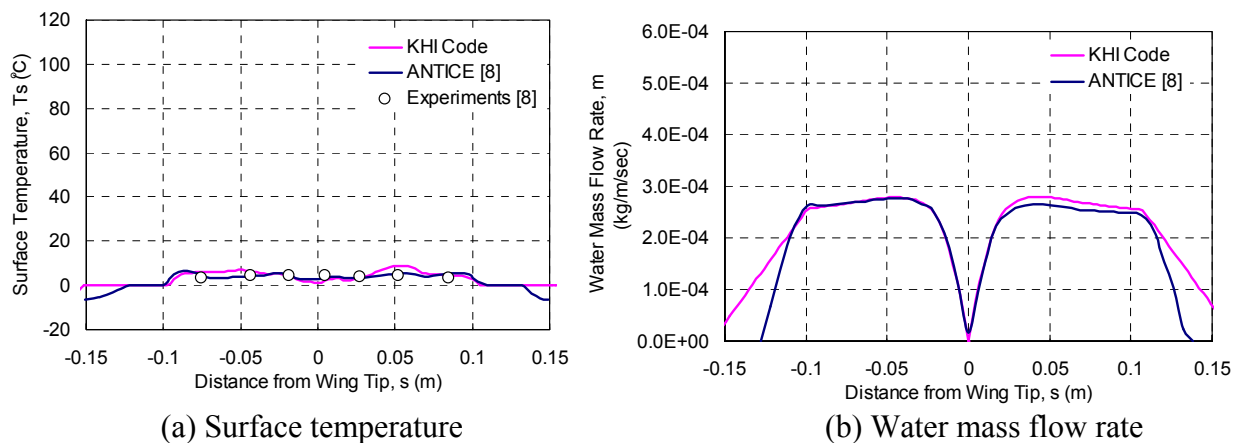 120
100
80
60
40
20
0
-20
Surface Temperature, Ts (°C)
KHI Code
ANTICE [8]
Experiments [8]
-0.15 -0.1 -0.05 0 0.05 0.1 0.15
Distance from Wing Tip, s (m)
(a) Surface temperature
6.0E-04
5.0E-04
4.0E-04
3.0E-04
2.0E-04
1.0E-04
0.0E+00
Water Mass Flow Rate, m
(kg/m/sec)
KHI Code
ANTICE [8]
-0.15 -0.1 -0.05 0 0.05 0.1 0.15
Distance from Wing Tip, s (m)
(b) Water mass flow rate